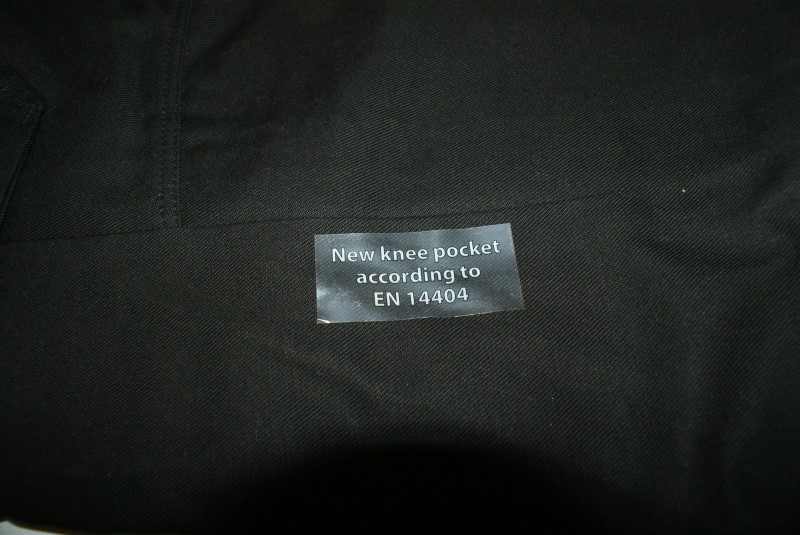 New knee pocket
according to
EN 14404